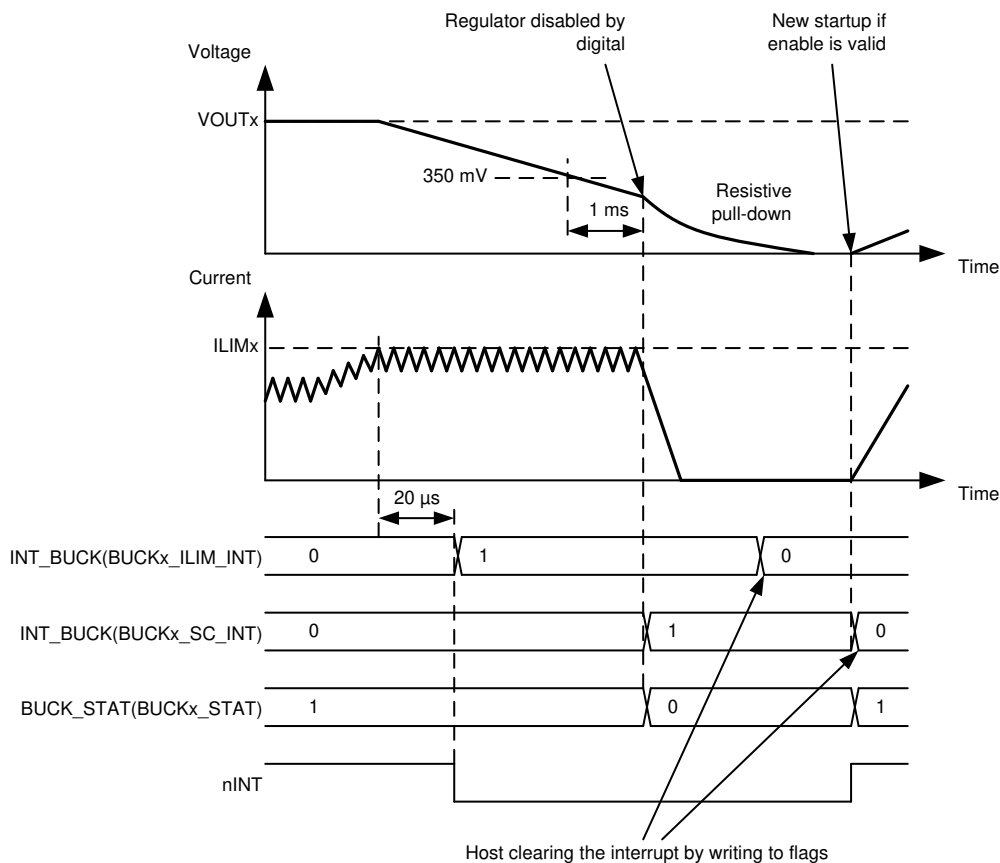 Regulator disabled by
digital
New startup if
enable is valid
Voltage
VOUTx
350 mV
1 ms
Resistive
pull-down
Time
Current
ILIMx
Time
20 µs
INT_BUCK(BUCKx_ILIM_INT)
0
1
0
INT_BUCK(BUCKx_SC_INT)
0
1
0
BUCK_STAT(BUCKx_STAT)
1
0
1
nINT
Host clearing the interrupt by writing to flags